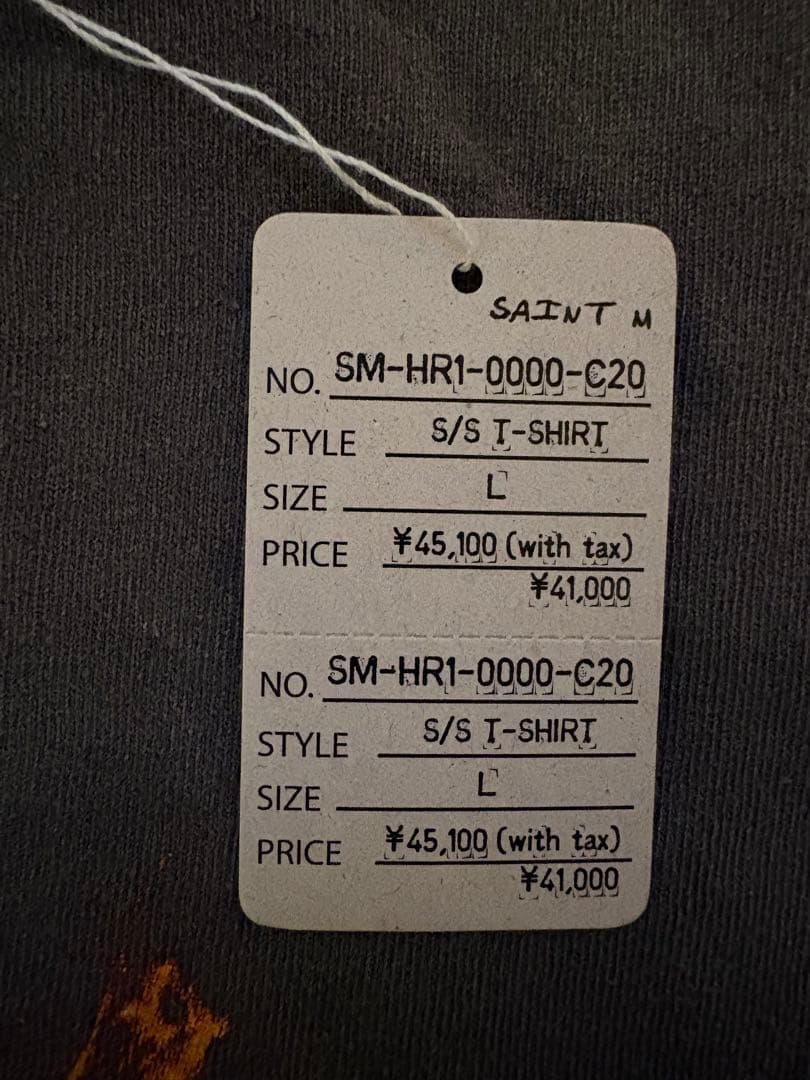 SAINT M
NO. SM-HR1-0000-C20
STYLE S/S T-SHIRT
SIZE L
PRICE ¥45,100 (with tax)
¥41,000
NO. SM-HR1-0000-C20
STYLE S/S T-SHIRT
SIZE L
PRICE ¥45,100 (with tax)
¥41,000